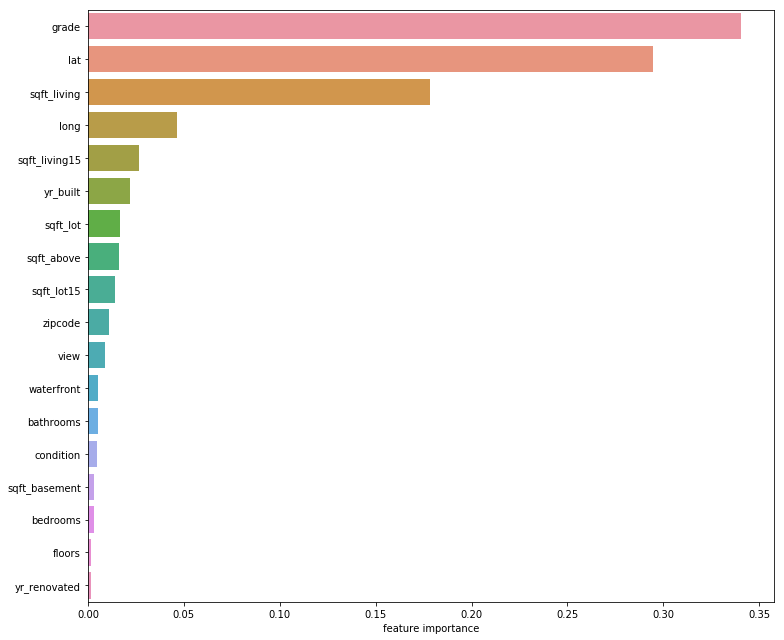 grade
lat
sqft_living
long
sqft_living15
yr_built
sqft_lot
sqft_above
sqft_lot15
zipcode
view
waterfront
bathrooms
condition
sqft_basement
bedrooms
floors
yr_renovated
0.00 0.05 0.10 0.15 0.20 0.25 0.30 0.35
feature importance